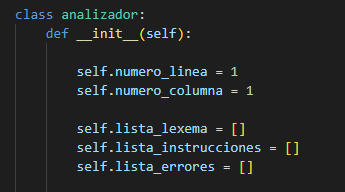 class analizador:
    def __init__(self):
        self.numero_linea = 1
        self.numero_columna = 1
        self.lista_lexema = []
        self.lista_instrucciones = []
        self.lista_errores = []